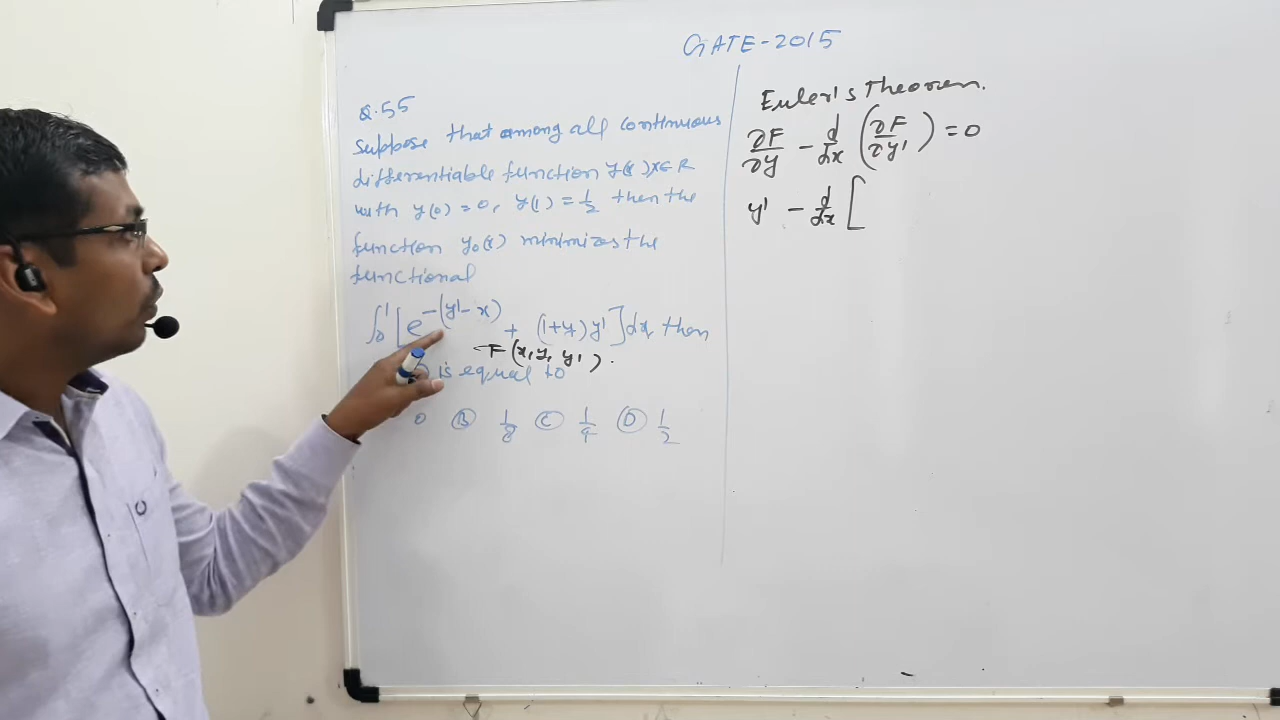 GATE-2015
Q.55
Suppose that among all continuous
differentiable function y(x), x∈R
with y(0)=0, y(1)=1/2 then the
function y₀(x) minimizes the
functional
∫₀¹ [e^-(y'-x) + (1+y)y'] dx then
F(x, y, y').
is equal to
0 Ⓑ 1/8 Ⓒ 1/4 Ⓓ 1/2
Euler's Theorem.
∂F/∂y - d/dx (∂F/∂y') = 0
y' - d/dx [